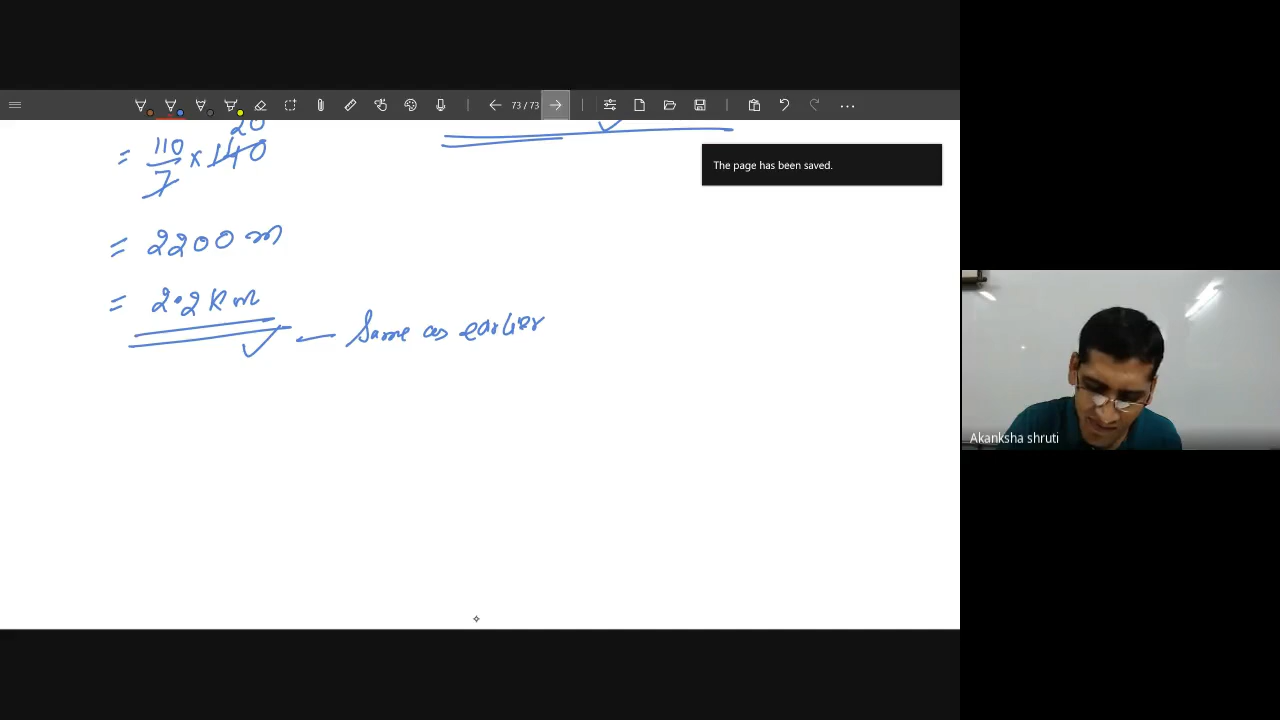 73 / 73
20
= 110/7 x 140
The page has been saved.
= 2200 m
= 2.2 Km
Same as earlier
Akanksha shruti